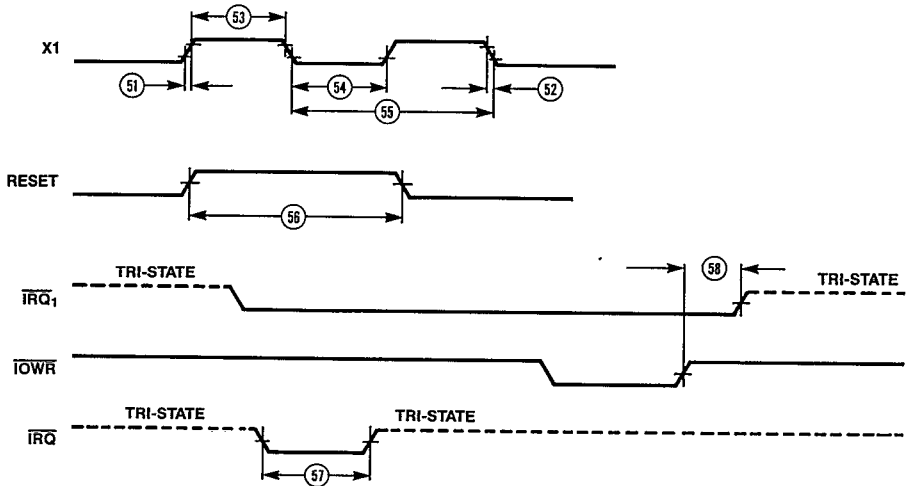 53
X1
51
54
52
55
RESET
56
TRI-STATE
58
TRI-STATE
IRQ1
IOWR
TRI-STATE
TRI-STATE
IRQ
57